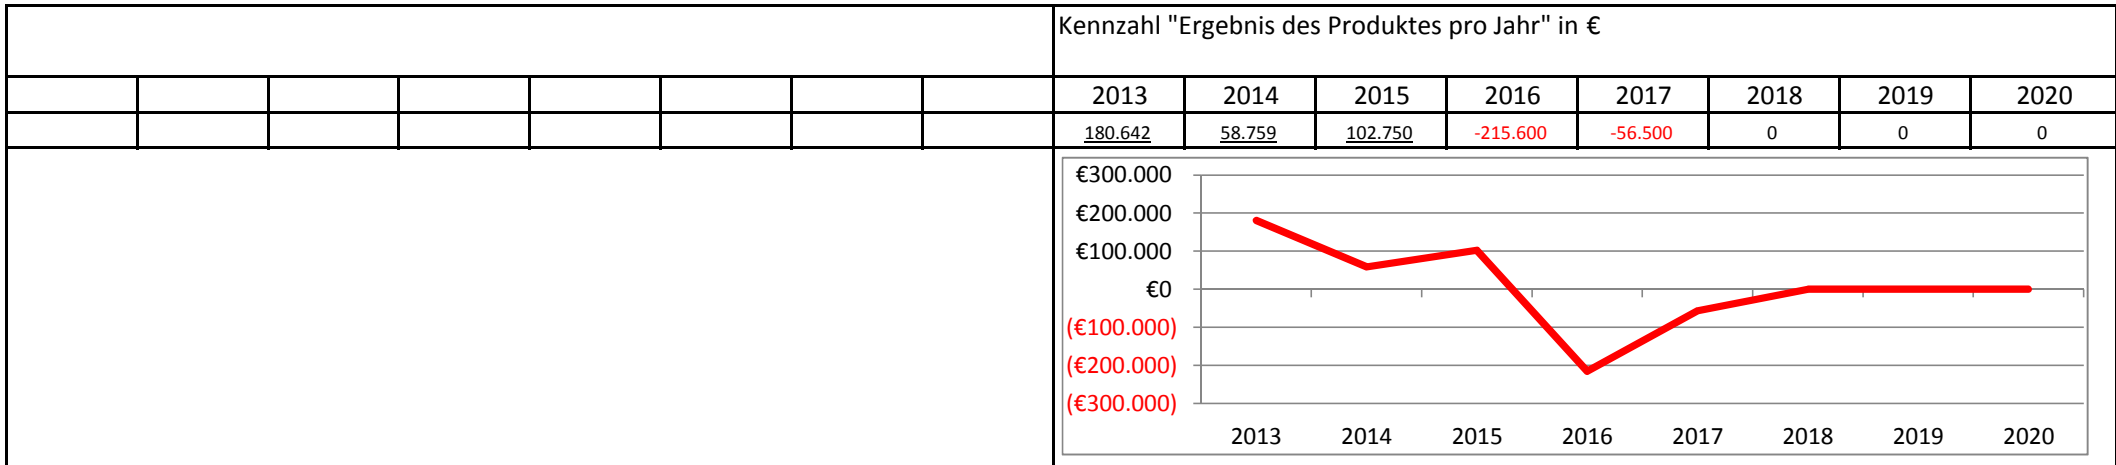 Kennzahl "Ergebnis des Produktes pro Jahr" in €
2013 2014 2015 2016 2017 2018 2019 2020
180.642 58.759 102.750 -215.600 -56.500 0 0 0
€300.000
€200.000
€100.000
€0
(€100.000)
(€200.000)
(€300.000)
2013 2014 2015 2016 2017 2018 2019 2020